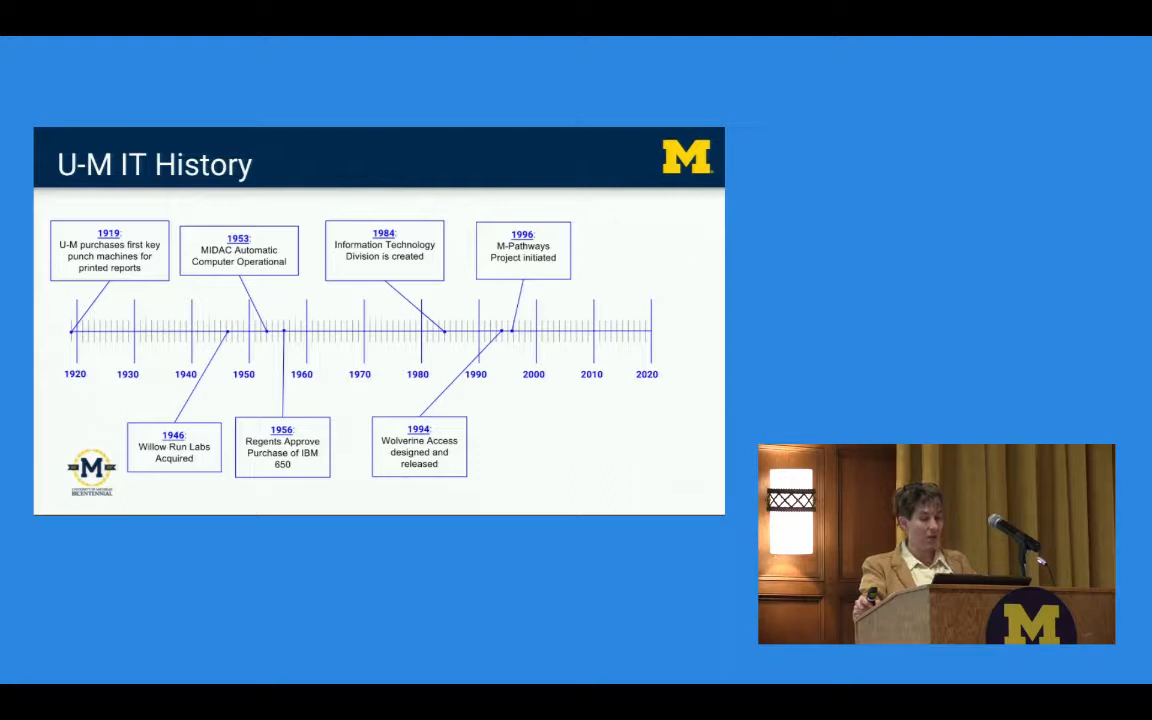 U-M IT History
M
1919:
U-M purchases first key
punch machines for
printed reports
1953:
MIDAC Automatic
Computer Operational
1984:
Information Technology
Division is created
1996:
M-Pathways
Project initiated
1920 1930 1940 1950 1960 1970 1980 1990 2000 2010 2020
1946:
Willow Run Labs
Acquired
1956:
Regents Approve
Purchase of IBM
650
1994:
Wolverine Access
designed and
released
M
UNIVERSITY OF MICHIGAN
BICENTENNIAL
M